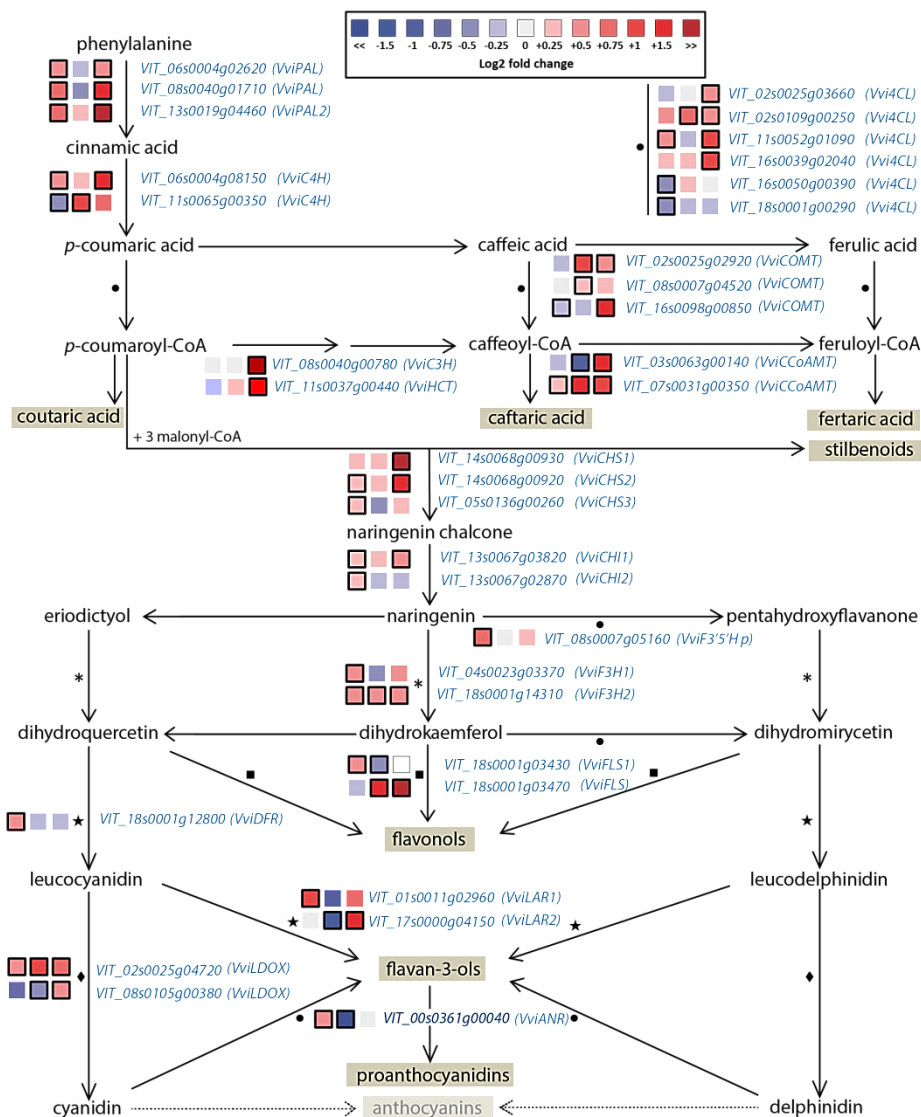 phenylalanine
<< -1.5 -1 -0.75 -0.5 -0.25 0 +0.25 +0.5 +0.75 +1 +1.5 >>
Log2 fold change
VIT_06s0004g02620 (VviPAL)
VIT_08s0040g01710 (VviPAL)
VIT_13s0019g04460 (VviPAL2)
VIT_02s0025g03660 (Vvi4CL)
VIT_02s0109g00250 (Vvi4CL)
VIT_11s0052g01090 (Vvi4CL)
VIT_16s0039g02040 (Vvi4CL)
VIT_16s0050g00390 (Vvi4CL)
VIT_18s0001g00290 (Vvi4CL)
cinnamic acid
VIT_06s0004g08150 (VviC4H)
VIT_11s0065g00350 (VviC4H)
p-coumaric acid caffeic acid ferulic acid
VIT_02s0025g02920 (VviCOMT)
VIT_08s0007g04520 (VviCOMT)
VIT_16s0098g00850 (VviCOMT)
p-coumaroyl-CoA caffeoyl-CoA feruloyl-CoA
VIT_08s0040g00780 (VviC3H)
VIT_11s0037g00440 (VviHCT)
VIT_03s0063g00140 (VviCCoAMT)
VIT_07s0031g00350 (VviCCoAMT)
coutaric acid caftaric acid fertaric acid
+ 3 malonyl-CoA
stilbenoids
VIT_14s0068g00930 (VviCHS1)
VIT_14s0068g00920 (VviCHS2)
VIT_05s0136g00260 (VviCHS3)
naringenin chalcone
VIT_13s0067g03820 (VviCHI1)
VIT_13s0067g02870 (VviCHI2)
eriodictyol naringenin pentahydroxyflavanone
VIT_08s0007g05160 (VviF3'5'H p)
VIT_04s0023g03370 (VviF3H1)
VIT_18s0001g14310 (VviF3H2)
dihydroquercetin dihydrokaemferol dihydromirycetin
VIT_18s0001g03430 (VviFLS1)
VIT_18s0001g03470 (VviFLS)
VIT_18s0001g12800 (VviDFR)
flavonols
leucocyanidin leucodelphinidin
VIT_01s0011g02960 (VviLAR1)
VIT_17s0000g04150 (VviLAR2)
flavan-3-ols
VIT_02s0025g04720 (VviLDOX)
VIT_08s0105g00380 (VviLDOX)
VIT_00s0361g00040 (VviANR)
proanthocyanidins
cyanidin anthocyanins delphinidin